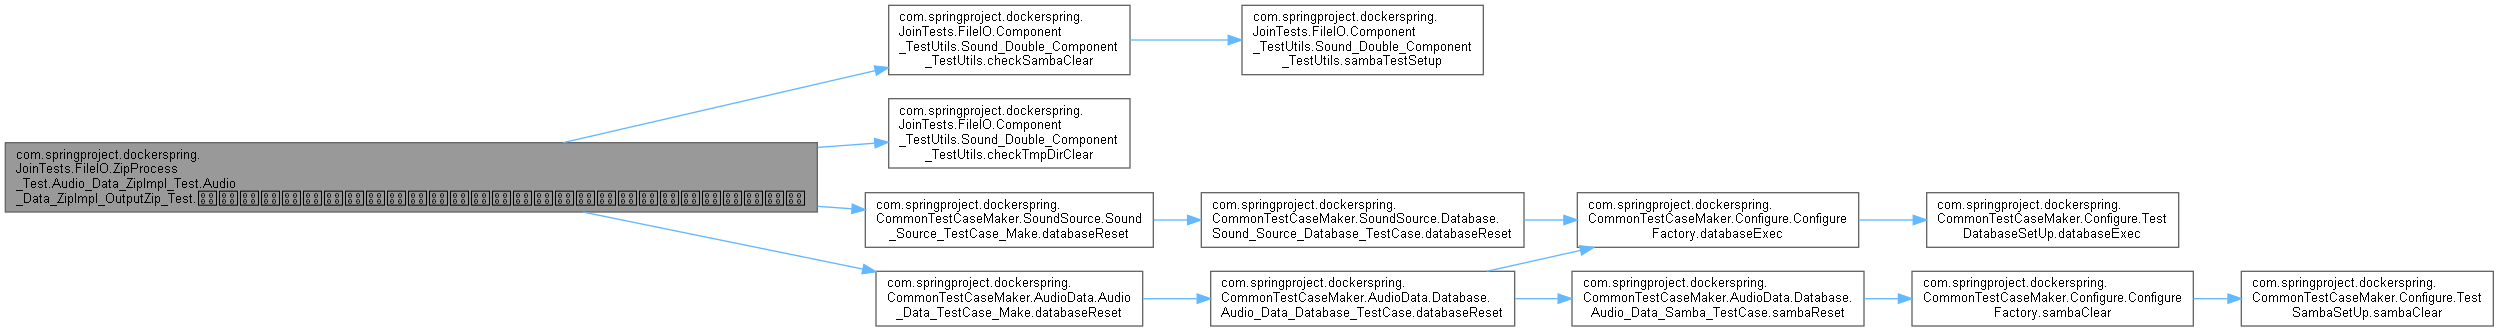 com.springproject.dockerspring.
JoinTests.FileIO.Component
_TestUtils.Sound_Double_Component
_TestUtils.checkSambaClear
com.springproject.dockerspring.
JoinTests.FileIO.Component
_TestUtils.Sound_Double_Component
_TestUtils.sambaTestSetup
com.springproject.dockerspring.
JoinTests.FileIO.Component
_TestUtils.Sound_Double_Component
_TestUtils.checkTmpDirClear
com.springproject.dockerspring.
JoinTests.FileIO.ZipProcess
_Test.Audio_Data_ZipImpl_Test.Audio
_Data_ZipImpl_OutputZip_Test.
com.springproject.dockerspring.
CommonTestCaseMaker.SoundSource.Sound
_Source_TestCase_Make.databaseReset
com.springproject.dockerspring.
CommonTestCaseMaker.SoundSource.Database.
Sound_Source_Database_TestCase.databaseReset
com.springproject.dockerspring.
CommonTestCaseMaker.Configure.Configure
Factory.databaseExec
com.springproject.dockerspring.
CommonTestCaseMaker.Configure.Test
DatabaseSetUp.databaseExec
com.springproject.dockerspring.
CommonTestCaseMaker.AudioData.Audio
_Data_TestCase_Make.databaseReset
com.springproject.dockerspring.
CommonTestCaseMaker.AudioData.Database.
Audio_Data_Database_TestCase.databaseReset
com.springproject.dockerspring.
CommonTestCaseMaker.AudioData.Database.
Audio_Data_Samba_TestCase.sambaReset
com.springproject.dockerspring.
CommonTestCaseMaker.Configure.Configure
Factory.sambaClear
com.springproject.dockerspring.
CommonTestCaseMaker.Configure.Test
SambaSetUp.sambaClear